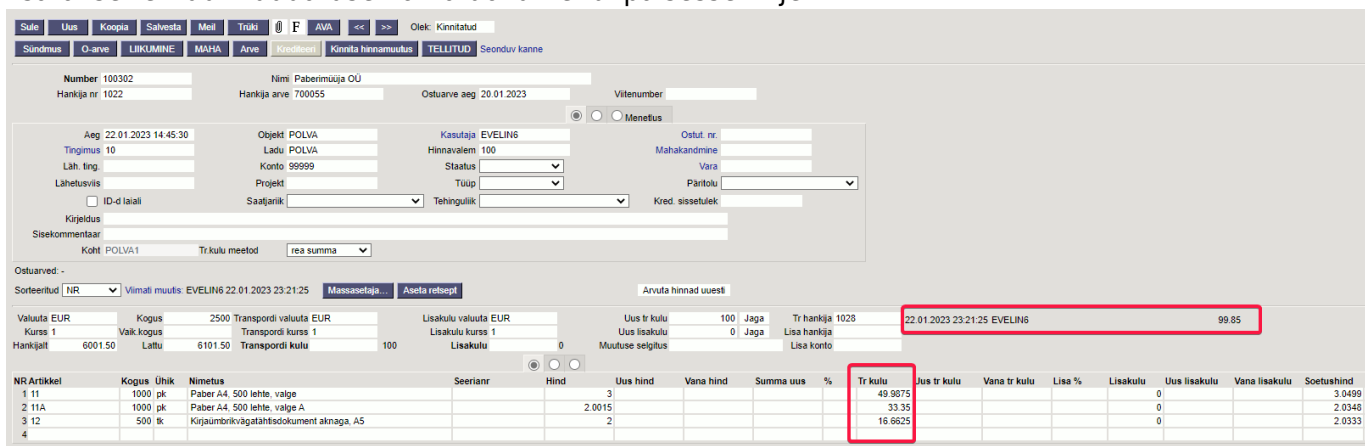 Sule Uus Koopia Salvesta Meil Trüki F AVA << >> Olek: Kinnitatud
Sündmus O-arve LIIKUMINE MAHA Arve Krediteeri Kinnita hinnamuutus TELLITUD Seonduv kanne
Number 100302 Nimi Paberimüüja OÜ
Hankija nr 1022 Hankija arve 700055 Ostuarve aeg 20.01.2023 Viitenumber
Menetlus
Aeg 22.01.2023 14:45:30 Objekt POLVA Kasutaja EVELIN6 Ostut. nr.
Tingimus 10 Ladu POLVA Hinnavalem 100 Mahakandmine
Läh. ting. Konto 99999 Staatus Vara
Lähetusviis Projekt Tüüp Päritolu
ID-d laiali Saatjariik Tehinguliik Kred. sissetulek
Kirjeldus
Sisekommentaar
Koht POLVA1 Tr.kulu meetod rea summa
Ostuarved: -
Sorteeritud NR Viimati muutis: EVELIN6 22.01.2023 23:21:25 Massasetaja... Aseta retsept Arvuta hinnad uuesti
Valuuta EUR Kogus 2500 Transpordi valuuta EUR Lisakulu valuuta EUR Uus tr kulu 100 Jaga Tr hankija 1028 22.01.2023 23:21:25 EVELIN6 99.85
Kurss 1 Vaik.kogus Transpordi kurss 1 Lisakulu kurss 1 Uus lisakulu 0 Jaga Lisa hankija
Hankijalt 6001.50 Lattu 6101.50 Transpordi kulu 100 Lisakulu 0 Muutuse selgitus Lisa konto
NR Artikkel Kogus Ühik Nimetus Seerianr Hind Uus hind Vana hind Summa uus % Tr kulu Uus tr kulu Vana tr kulu Lisa % Lisakulu Uus lisakulu Vana lisakulu Soetushind
1 11 1000 pk Paber A4, 500 lehte, valge 3 49.9875 0 3.0499
2 11A 1000 pk Paber A4, 500 lehte, valge A 2.0015 33.35 0 2.0348
3 12 500 tk Kirjaümbrikvägatähtisdokument aknaga, A5 2 16.6625 0 2.0333
4